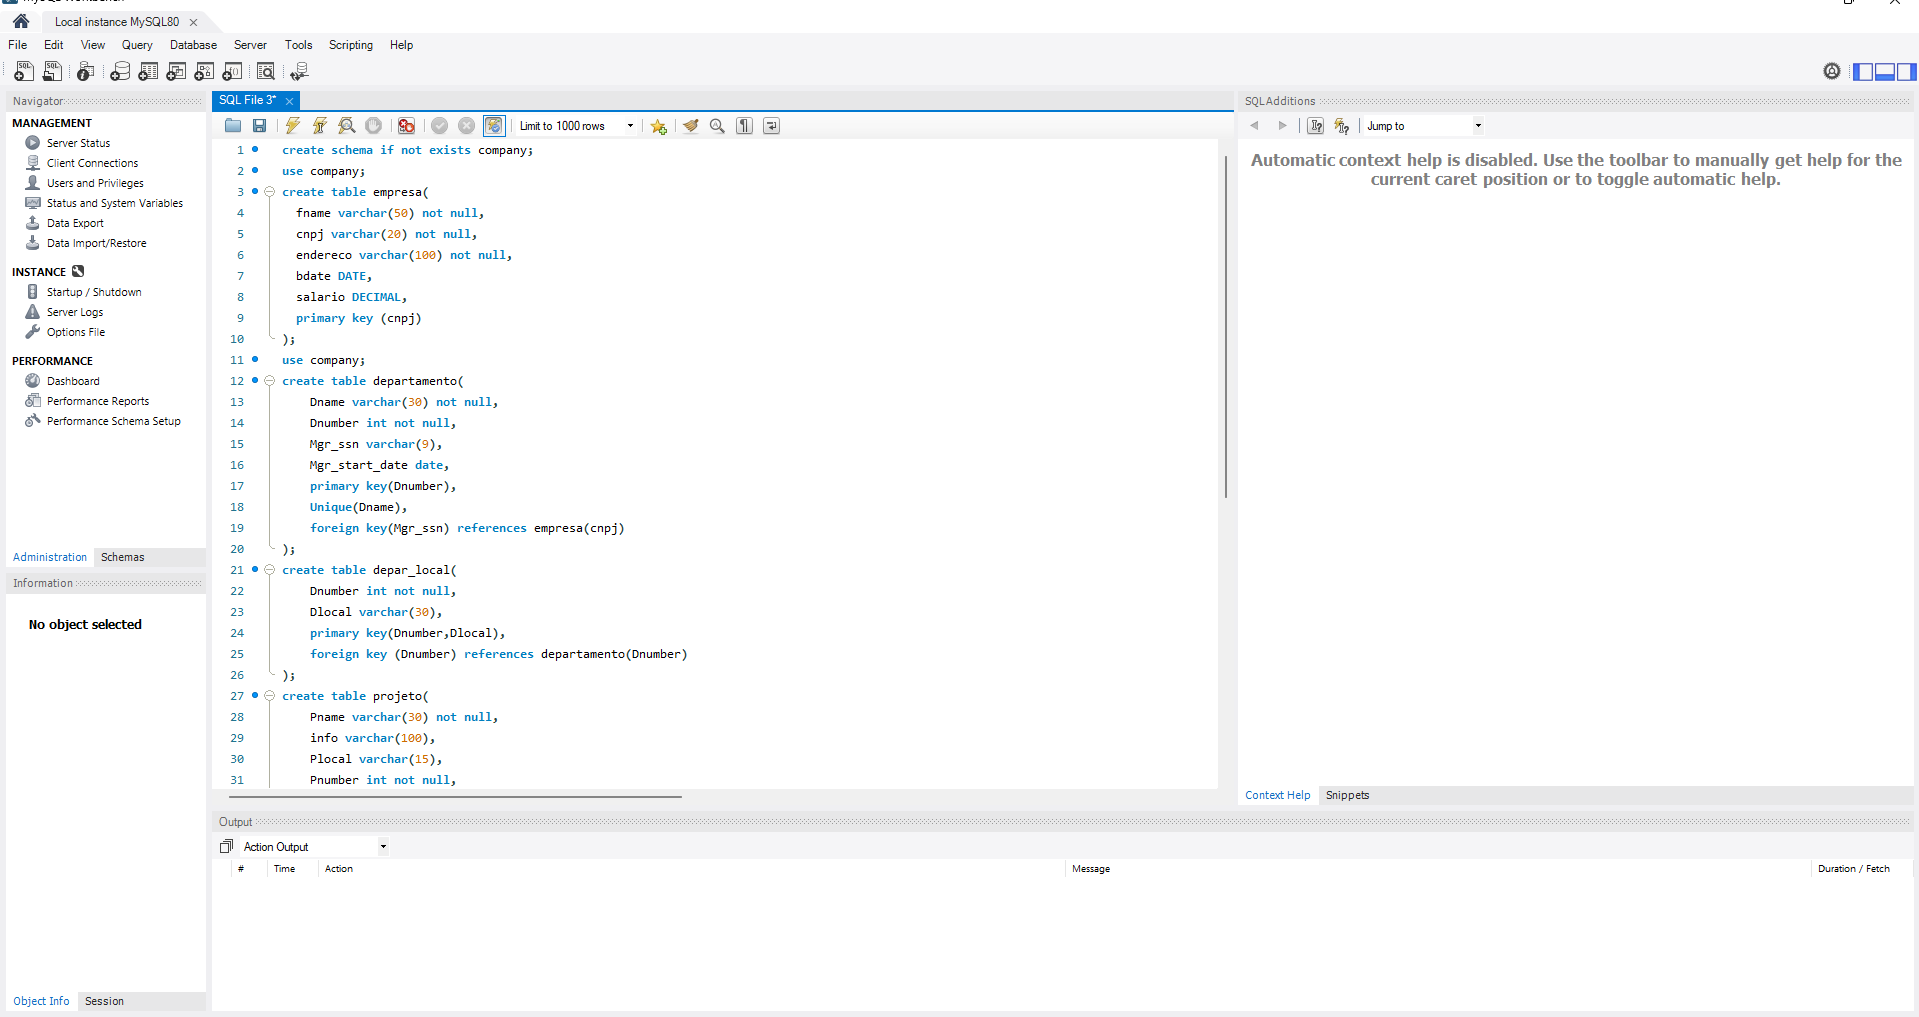 Local instance MySQL80
File Edit View Query Database Server Tools Scripting Help
Navigator
MANAGEMENT
Server Status
Client Connections
Users and Privileges
Status and System Variables
Data Export
Data Import/Restore
INSTANCE
Startup / Shutdown
Server Logs
Options File
PERFORMANCE
Dashboard
Performance Reports
Performance Schema Setup
Administration Schemas
Information
No object selected
Object Info Session
SQL File 3*
Limit to 1000 rows
1 create schema if not exists company;
2 use company;
3 create table empresa(
4 fname varchar(50) not null,
5 cnpj varchar(20) not null,
6 endereco varchar(100) not null,
7 bdate DATE,
8 salario DECIMAL,
9 primary key (cnpj)
10 );
11 use company;
12 create table departamento(
13 Dname varchar(30) not null,
14 Dnumber int not null,
15 Mgr_ssn varchar(9),
16 Mgr_start_date date,
17 primary key(Dnumber),
18 Unique(Dname),
19 foreign key(Mgr_ssn) references empresa(cnpj)
20 );
21 create table depar_local(
22 Dnumber int not null,
23 Dlocal varchar(30),
24 primary key(Dnumber,Dlocal),
25 foreign key (Dnumber) references departamento(Dnumber)
26 );
27 create table projeto(
28 Pname varchar(30) not null,
29 info varchar(100),
30 Plocal varchar(15),
31 Pnumber int not null,
SQLAdditions
Jump to
Automatic context help is disabled. Use the toolbar to manually get help for the
current caret position or to toggle automatic help.
Context Help Snippets
Output
Action Output
# Time Action Message Duration / Fetch